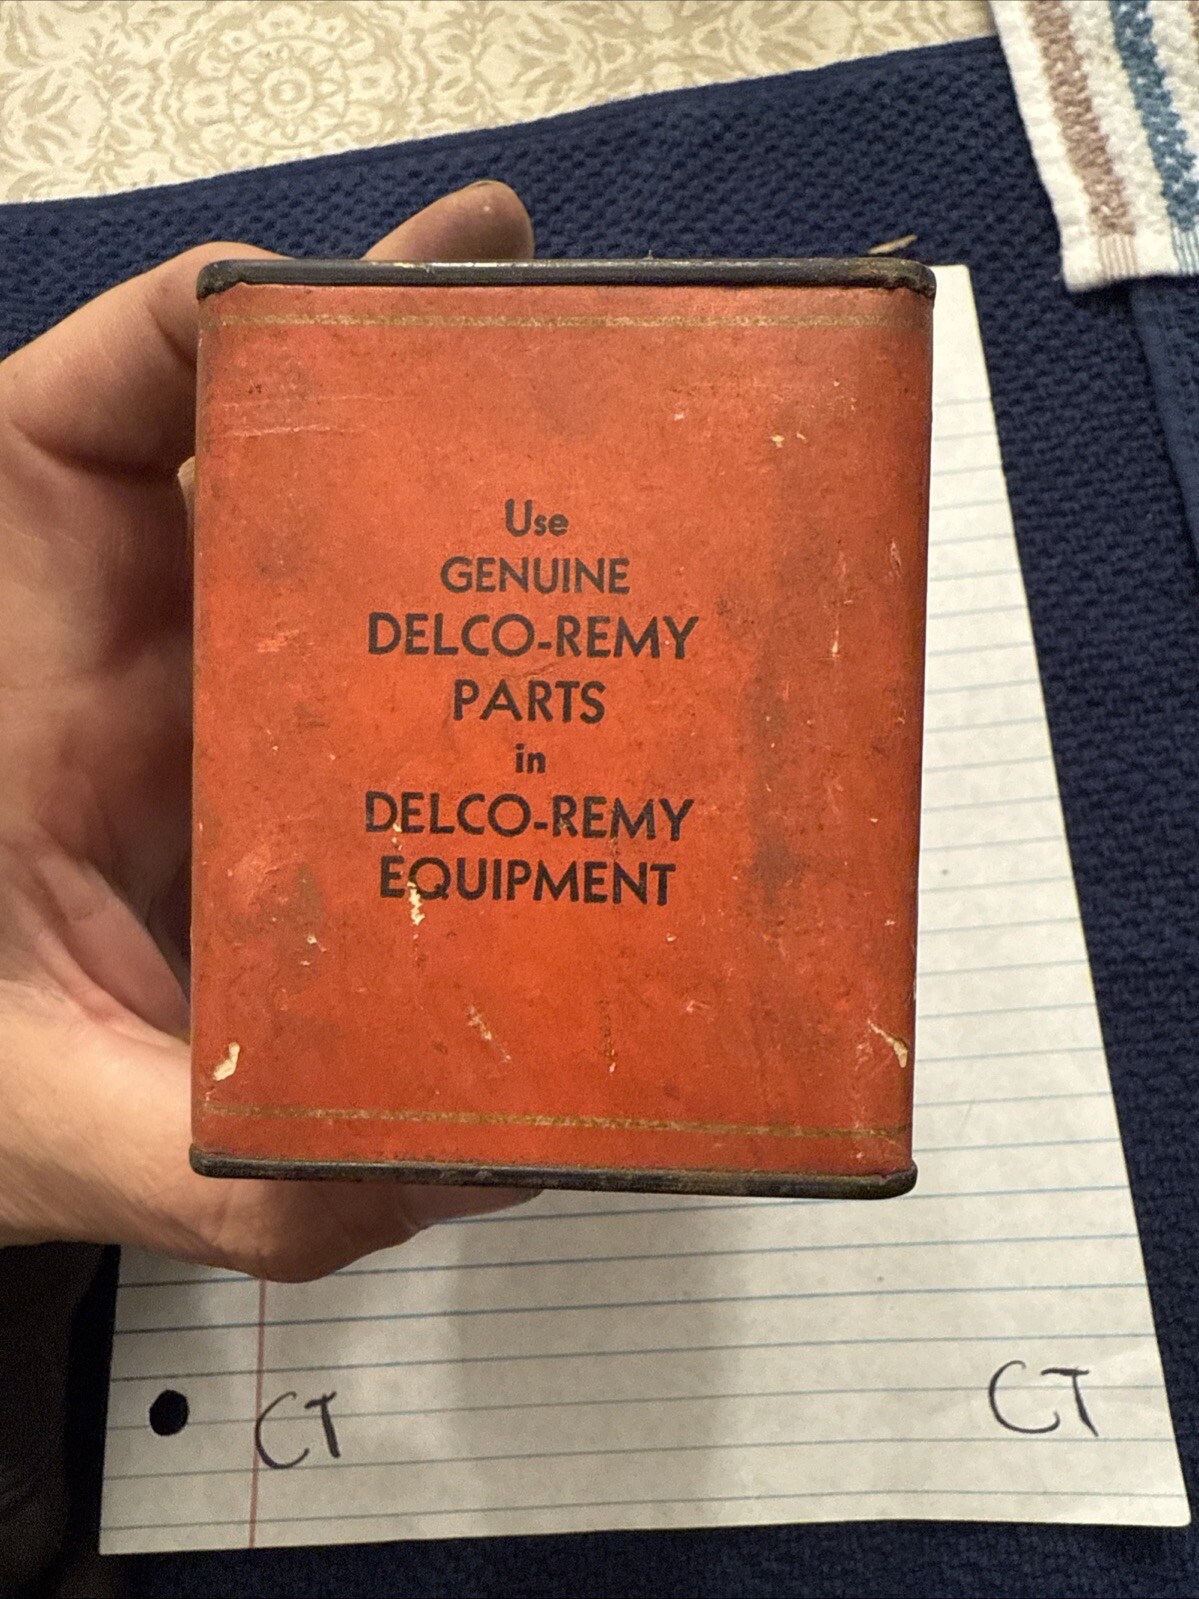 Use
GENUINE
DELCO-REMY
PARTS
in
DELCO-REMY
EQUIPMENT
CT
CT